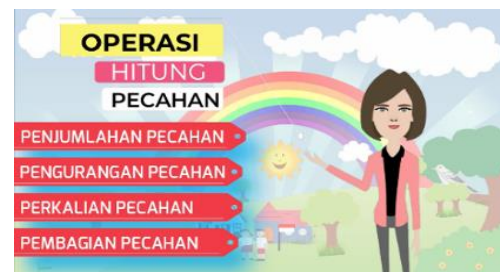 OPERASI
HITUNG
PECAHAN
PENJUMLAHAN PECAHAN
PENGURANGAN PECAHAN
PERKALIAN PECAHAN
PEMBAGIAN PECAHAN